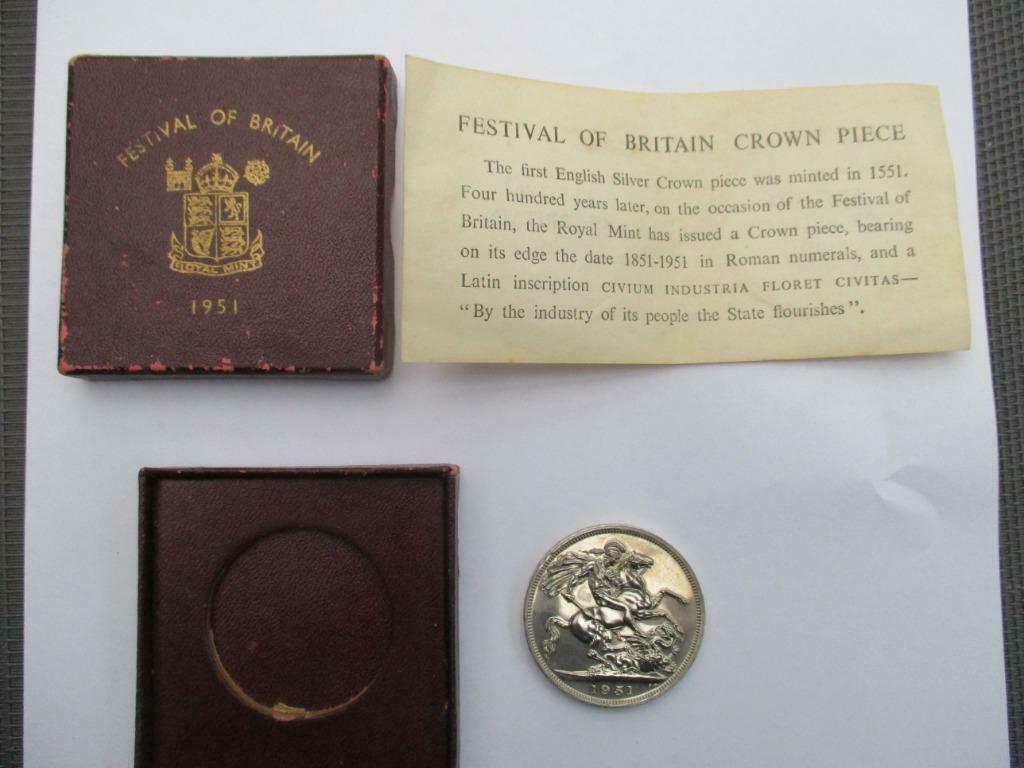 FESTIVAL OF BRITAIN
ROYAL MINT
1951
FESTIVAL OF BRITAIN CROWN PIECE
The first English Silver Crown piece was minted in 1551.
Four hundred years later, on the occasion of the Festival of
Britain, the Royal Mint has issued a Crown piece, bearing
on its edge the date 1851-1951 in Roman numerals, and a
Latin inscription CIVIUM INDUSTRIA FLORET CIVITAS—
“By the industry of its people the State flourishes”.
1951